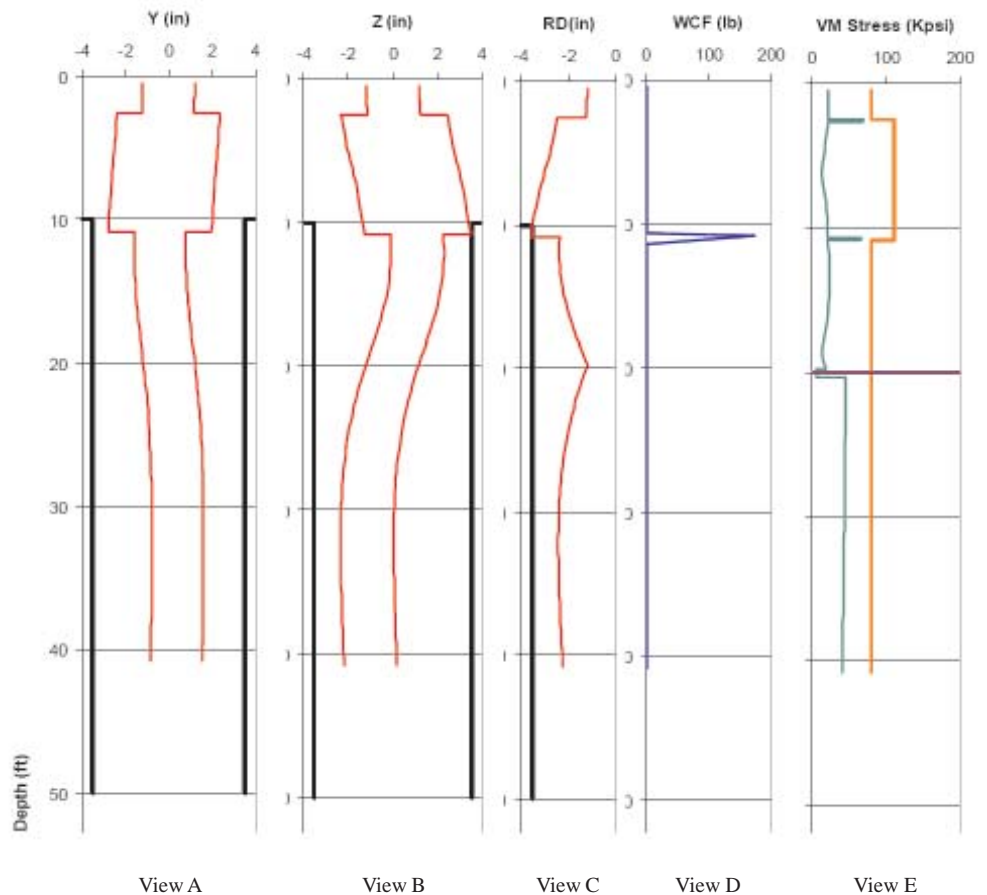 Y (in) Z (in) RD(in) WCF (lb) VM Stress (Kpsi)
-4 -2 0 2 4 -4 -2 0 2 4 -4 -2 0 0 100 200 0 100 200
0
10
20
30
40
50
Depth (ft)
View A View B View C View D View E